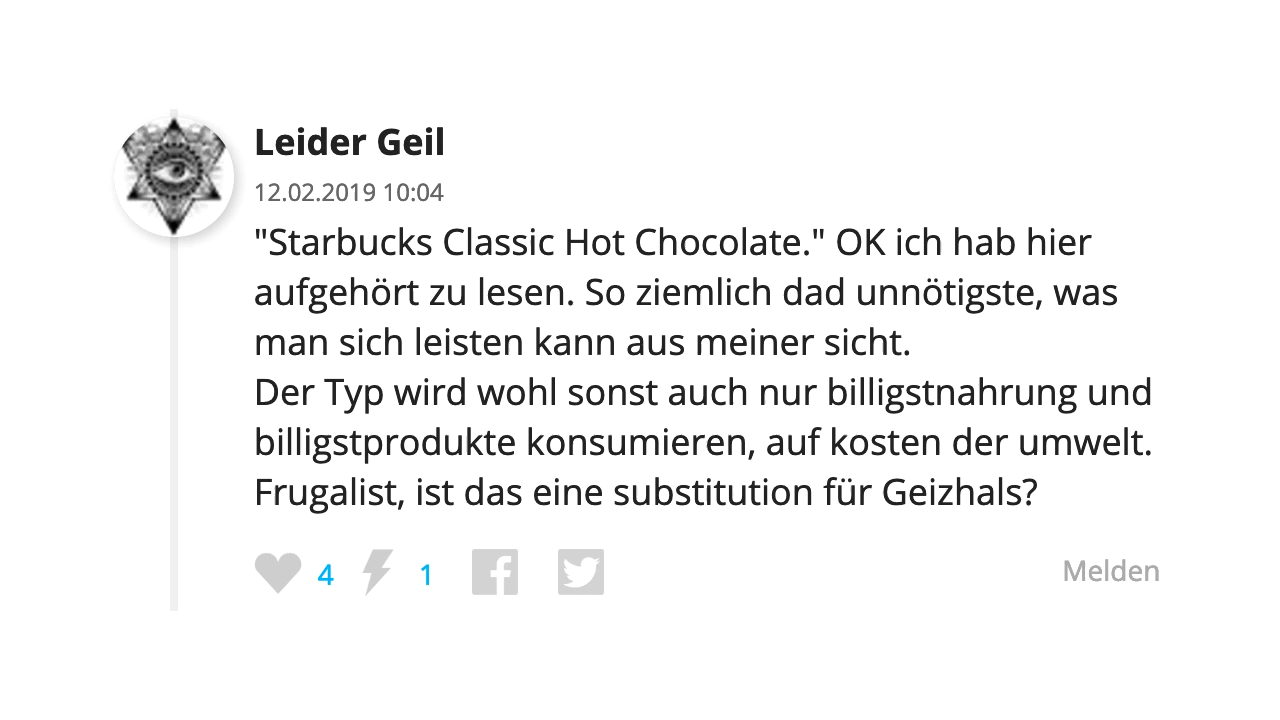 Leider Geil
12.02.2019 10:04
"Starbucks Classic Hot Chocolate." OK ich hab hier
aufgehört zu lesen. So ziemlich dad unnötigste, was
man sich leisten kann aus meiner sicht.
Der Typ wird wohl sonst auch nur billigstnahrung und
billigstprodukte konsumieren, auf kosten der umwelt.
Frugalist, ist das eine substitution für Geizhals?
4 1 Melden